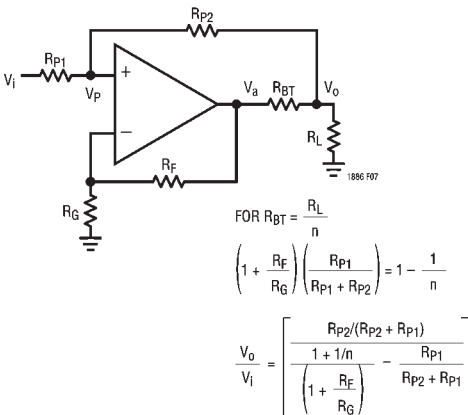 R_P2
R_P1
V_i
V_P
+
−
V_a
R_BT
V_o
R_L
R_F
R_G
1886 F07
FOR R_BT = R_L / n
(1 + R_F / R_G) (R_P1 / (R_P1 + R_P2)) = 1 − 1 / n
V_o / V_i = [ (R_P2/(R_P2 + R_P1)) / ( (1 + 1/n) / (1 + R_F / R_G) − R_P1 / (R_P2 + R_P1) ) ]